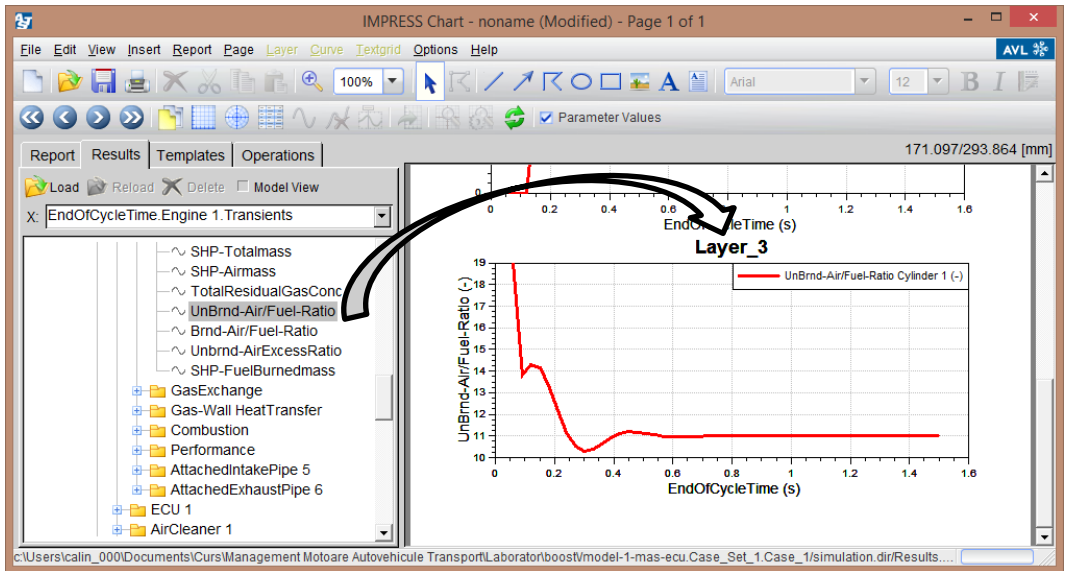 IMPRESS Chart - noname (Modified) - Page 1 of 1
File Edit View Insert Report Page Layer Curve Textgrid Options Help
AVL
100%
A
Arial
12
B I
Parameter Values
Report Results Templates Operations
171.097/293.864 [mm]
Load Reload Delete Model View
X: EndOfCycleTime.Engine 1.Transients
SHP-Totalmass
SHP-Airmass
TotalResidualGasConc
UnBrnd-Air/Fuel-Ratio
Brnd-Air/Fuel-Ratio
Unbrnd-AirExcessRatio
SHP-FuelBurnedmass
GasExchange
Gas-Wall HeatTransfer
Combustion
Performance
AttachedIntakePipe 5
AttachedExhaustPipe 6
ECU 1
AirCleaner 1
0
0 0.2 0.4 0.6 1 1.2 1.4 1.6
EndOfCycleTime (s)
Layer_3
UnBrnd-Air/Fuel-Ratio Cylinder 1 (-)
UnBrnd-Air/Fuel-Ratio (-)
19
18
17
16
15
14
13
12
11
10
0 0.2 0.4 0.6 0.8 1 1.2 1.4 1.6
EndOfCycleTime (s)
c:\Users\calin_000\Documents\Curs\Management Motoare Autovehicule Transport\Laborator\boost\/model-1-mas-ecu.Case_Set_1.Case_1/simulation.dir/Results....